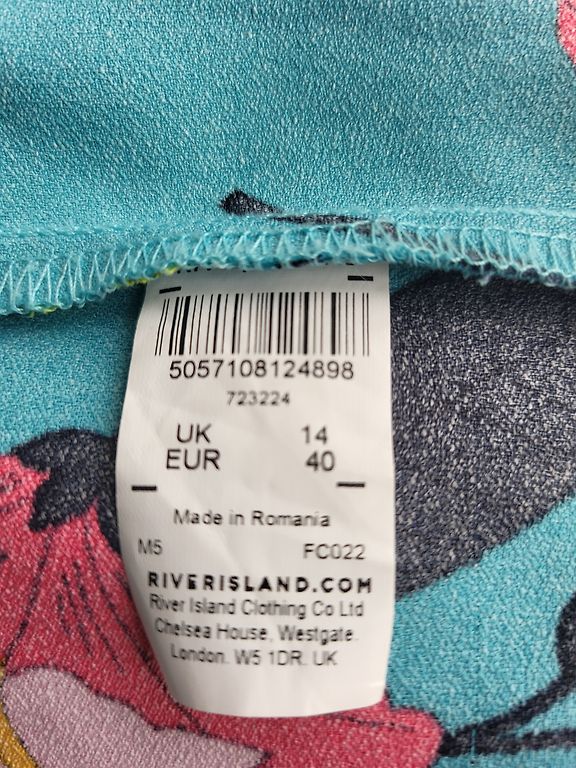 5057108124898
723224
UK 14
EUR 40
Made in Romania
M5 FC022
RIVERISLAND.COM
River Island Clothing Co Ltd
Chelsea House, Westgate.
London. W5 1DR. UK